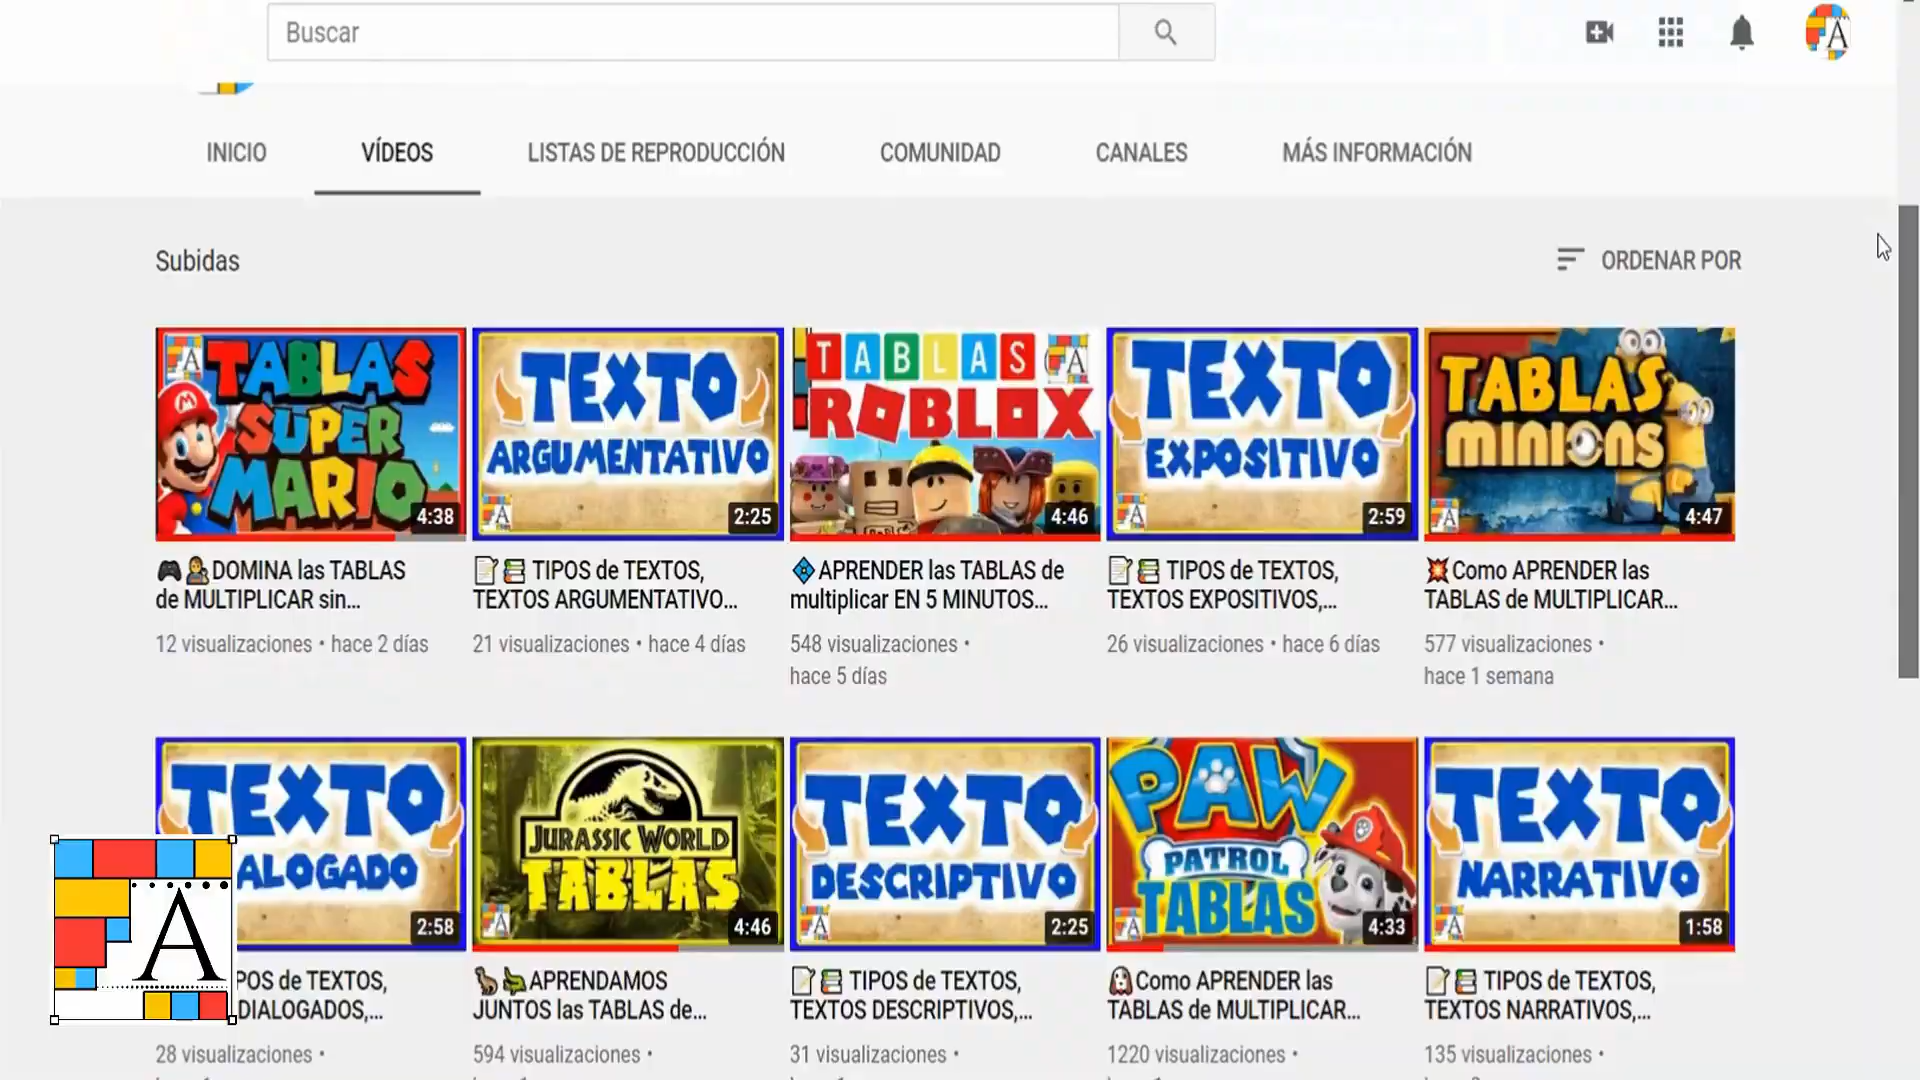 Buscar
A
INICIO
VÍDEOS
LISTAS DE REPRODUCCIÓN
COMUNIDAD
CANALES
MÁS INFORMACIÓN
Subidas
ORDENAR POR
A
TABLAS
SUPER
MARIO
4:38
TEXTO
ARGUMENTATIVO
A
2:25
TABLAS
A
ROBLOX
4:46
TEXTO
EXPOSITIVO
A
2:59
TABLAS
MINIONS
A
4:47
DOMINA las TABLAS
de MULTIPLICAR sin...
12 visualizaciones • hace 2 días
TIPOS de TEXTOS,
TEXTOS ARGUMENTATIVO...
21 visualizaciones • hace 4 días
APRENDER las TABLAS de
multiplicar EN 5 MINUTOS...
548 visualizaciones •
hace 5 días
TIPOS de TEXTOS,
TEXTOS EXPOSITIVOS,...
26 visualizaciones • hace 6 días
Como APRENDER las
TABLAS de MULTIPLICAR...
577 visualizaciones •
hace 1 semana
TEXTO
ALOGADO
2:58
A
JURASSIC WORLD
TABLAS
A
4:46
TEXTO
DESCRIPTIVO
A
2:25
PAW
PATROL
TABLAS
A
4:33
TEXTO
NARRATIVO
A
1:58
POS de TEXTOS,
DIALOGADOS,...
28 visualizaciones •
APRENDAMOS
JUNTOS las TABLAS de...
594 visualizaciones •
TIPOS de TEXTOS,
TEXTOS DESCRIPTIVOS,...
31 visualizaciones •
Como APRENDER las
TABLAS de MULTIPLICAR...
1220 visualizaciones •
TIPOS de TEXTOS,
TEXTOS NARRATIVOS,...
135 visualizaciones •